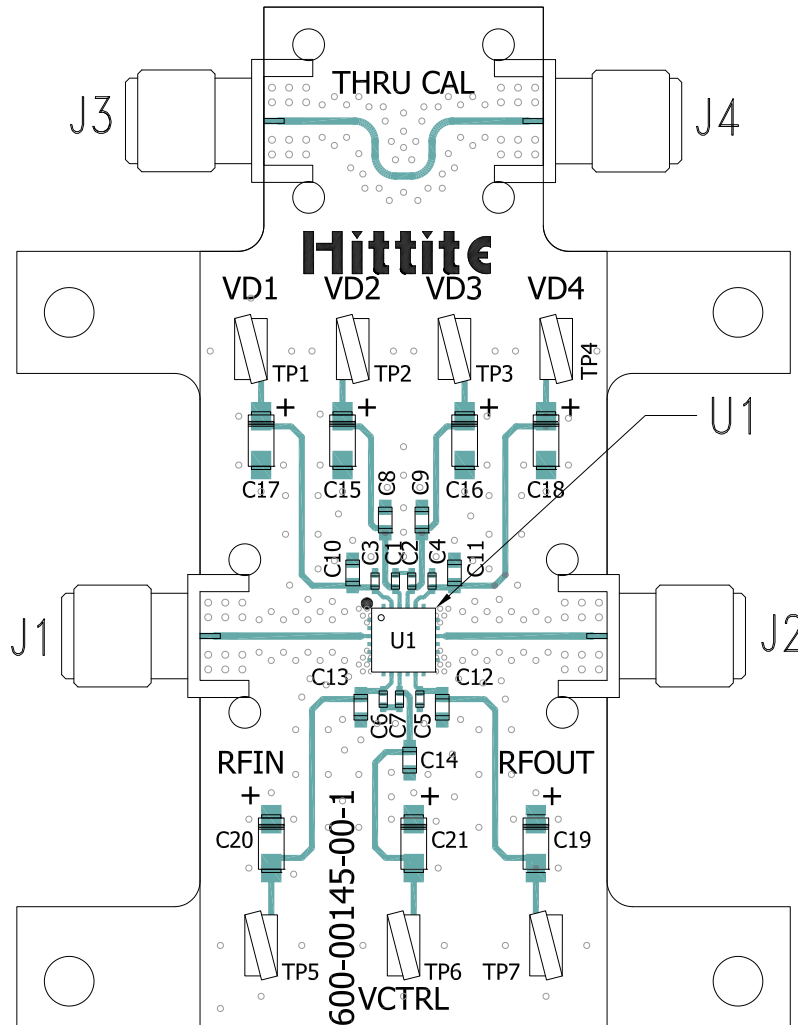 THRU CAL
J3
J4
Hittite
VD1 VD2 VD3 VD4
TP1 TP2 TP3 TP4
+ + + +
U1
C17 C15 C16 C18
C8 C9
C10 C3 C1 C2 C4 C11
J1
U1
J2
C13 C12
C6 C7 C5
RFIN
C14
RFOUT
+ + +
C20 C21 C19
600-00145-00-1
TP5 TP6 TP7
VCTRL